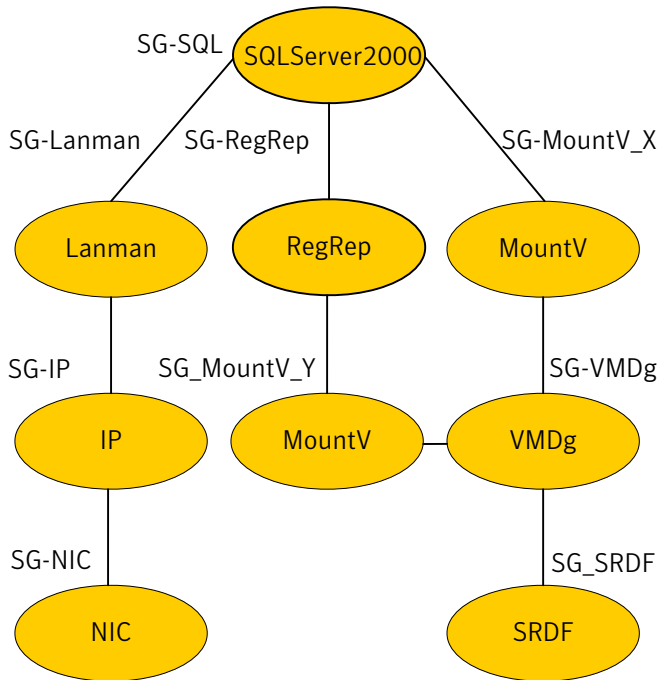 SG-SQL
SQLServer2000
SG-Lanman
SG-RegRep
SG-MountV_X
Lanman
RegRep
MountV
SG-IP
SG_MountV_Y
SG-VMDg
IP
MountV
VMDg
SG-NIC
SG_SRDF
NIC
SRDF